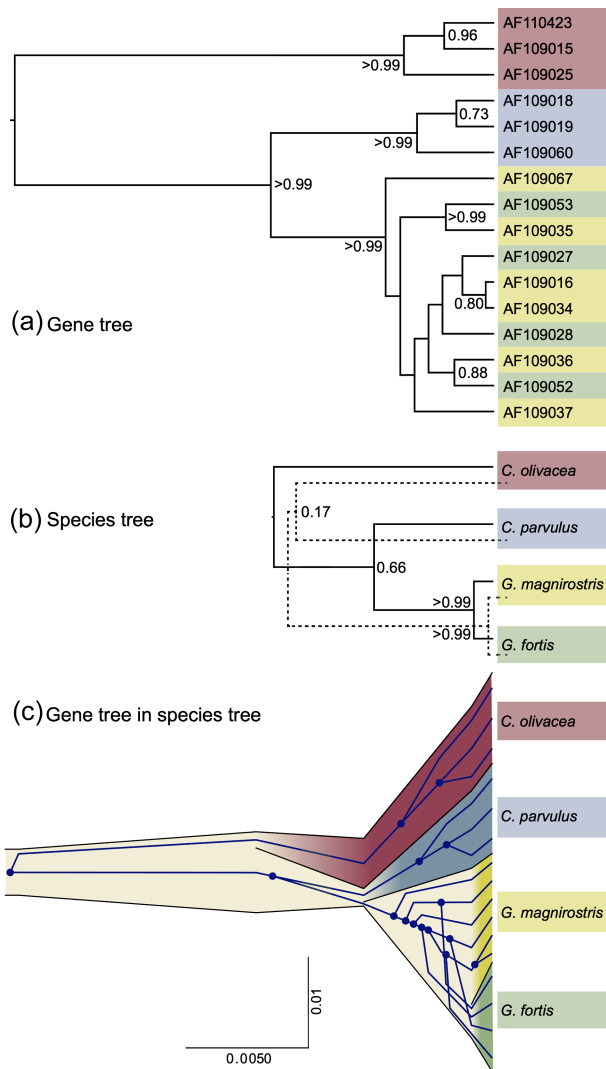 AF110423
0.96
AF109015
>0.99
AF109025
AF109018
0.73
AF109019
>0.99
AF109060
AF109067
>0.99
AF109053
>0.99
AF109035
>0.99
AF109027
AF109016
0.80
AF109034
(a) Gene tree
AF109028
AF109036
0.88
AF109052
AF109037
C. olivacea
(b) Species tree
0.17
C. parvulus
0.66
G. magnirostris
>0.99
>0.99
G. fortis
(c) Gene tree in species tree
C. olivacea
C. parvulus
G. magnirostris
0.01
G. fortis
0.0050